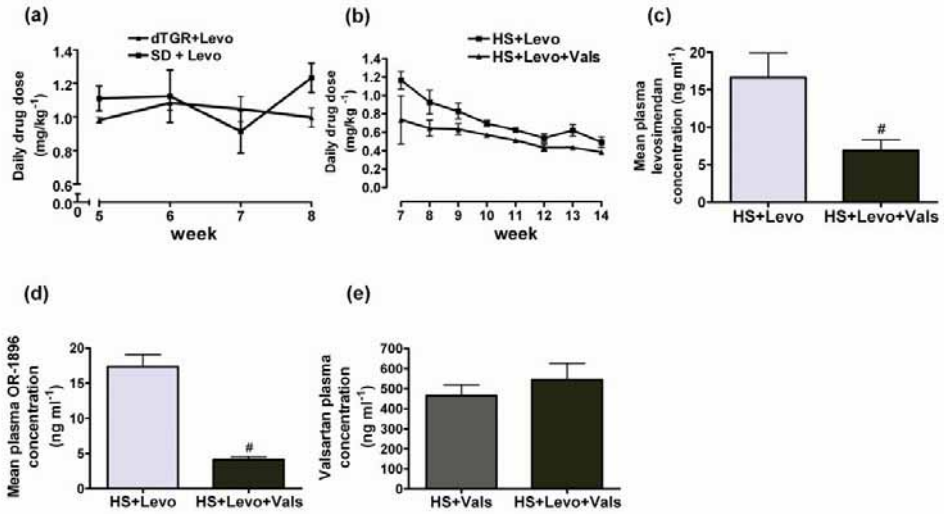 (a)
dTGR+Levo
SD + Levo
Daily drug dose
(mg/kg⁻¹)
1.4
1.2
1.0
0.8
0.6
0.0
0
5
6
7
8
week
(b)
HS+Levo
HS+Levo+Vals
Daily drug dose
(mg/kg⁻¹)
1.4
1.2
1.0
0.8
0.6
0.4
0.2
0.0
7 8 9 10 11 12 13 14
week
(c)
Mean plasma
levosimendan
concentration (ng ml⁻¹)
20
15
10
5
0
#
HS+Levo HS+Levo+Vals
(d)
Mean plasma OR-1896
concentration
(ng ml⁻¹)
20
15
10
5
0
#
HS+Levo HS+Levo+Vals
(e)
Valsartan plasma
concentration
(ng ml⁻¹)
700
600
500
400
300
200
100
0
HS+Vals HS+Levo+Vals